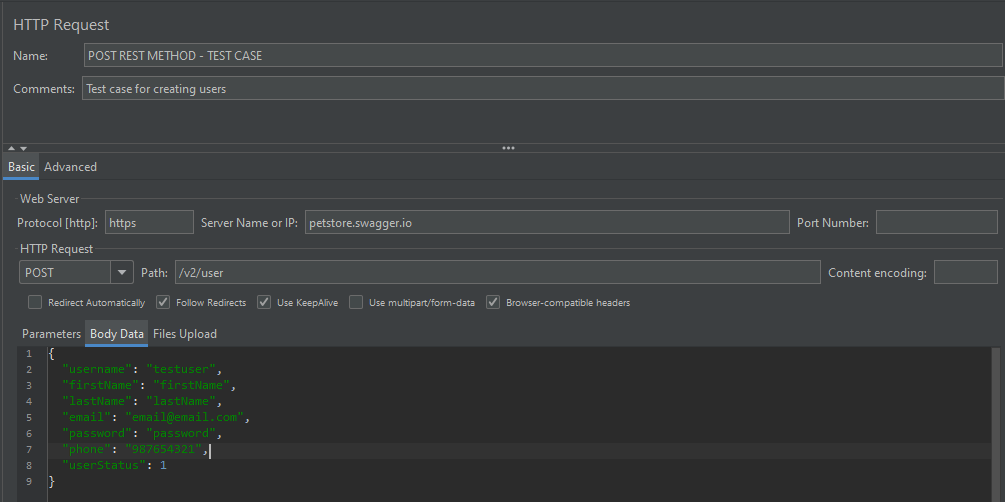 HTTP Request
Name: POST REST METHOD - TEST CASE
Comments: Test case for creating users
Basic Advanced
Web Server
Protocol [http]: https Server Name or IP: petstore.swagger.io Port Number:
HTTP Request
POST Path: /v2/user Content encoding:
Redirect Automatically Follow Redirects Use KeepAlive Use multipart/form-data Browser-compatible headers
Parameters Body Data Files Upload
1 {
2 "username": "testuser",
3 "firstName": "firstName",
4 "lastName": "lastName",
5 "email": "email@email.com",
6 "password": "password",
7 "phone": "987654321",
8 "userStatus": 1
9 }